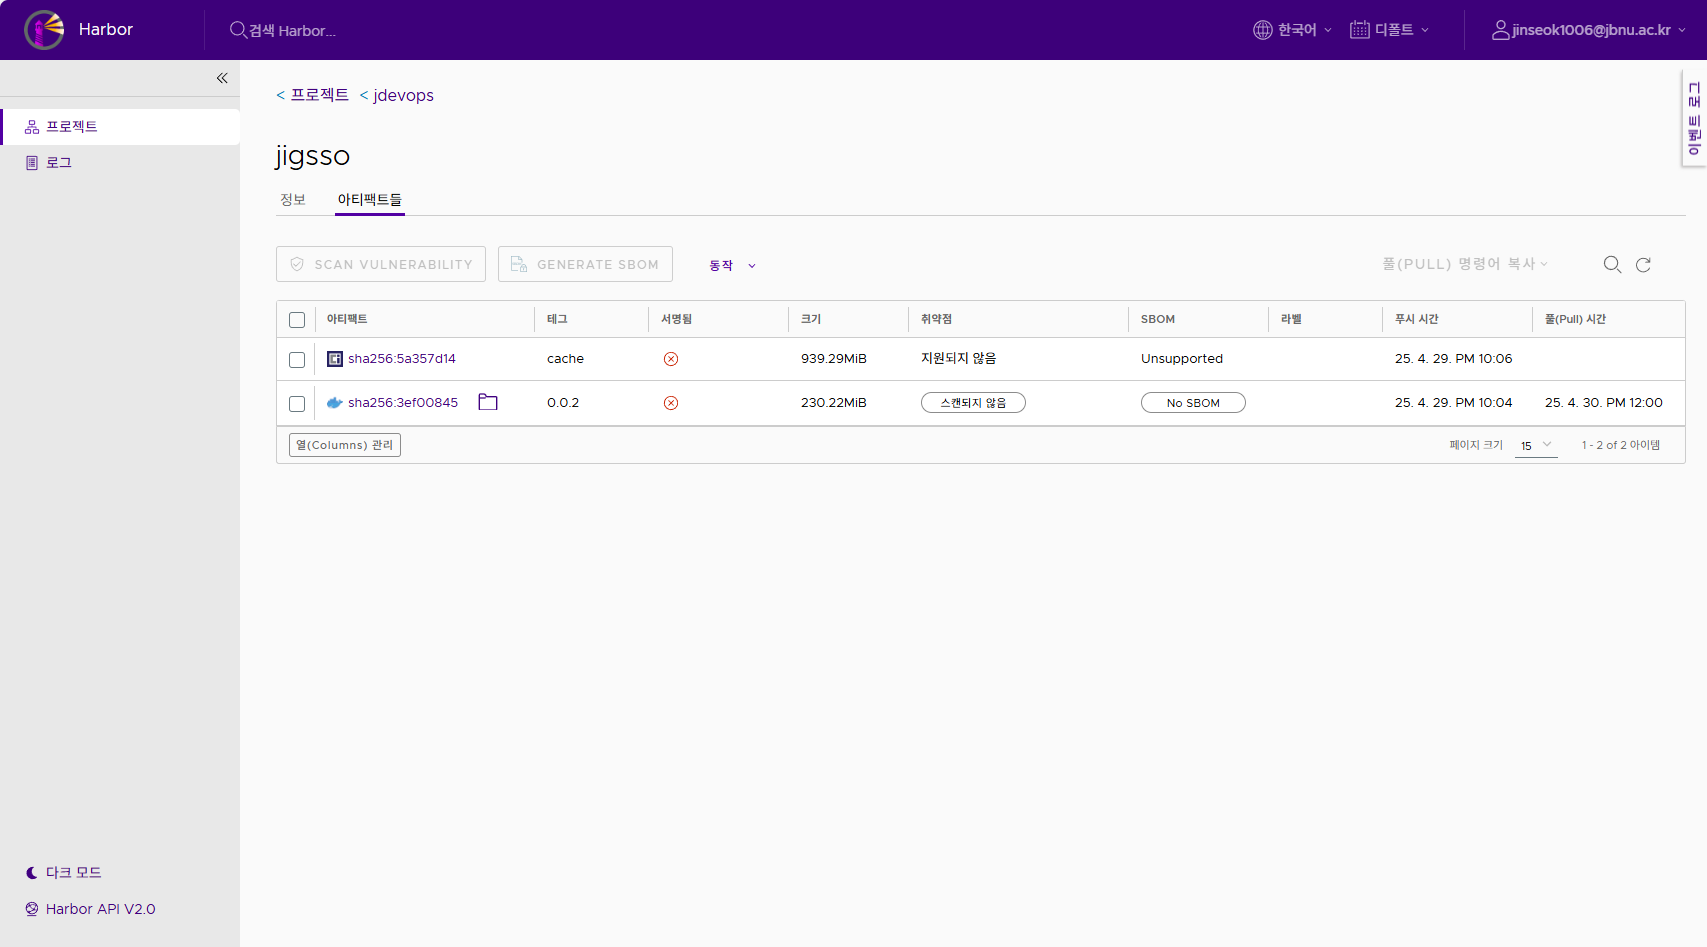 Harbor
검색 Harbor...
한국어
디폴트
jinseok1006@jbnu.ac.kr
이벤트 로그
프로젝트
로그
< 프로젝트 < jdevops
jigsso
정보 아티팩트들
SCAN VULNERABILITY GENERATE SBOM 동작 풀(PULL) 명령어 복사
아티팩트 태그 서명됨 크기 취약점 SBOM 라벨 푸시 시간 풀(Pull) 시간
sha256:5a357d14 cache 939.29MiB 지원되지 않음 Unsupported 25. 4. 29. PM 10:06
sha256:3ef00845 0.0.2 230.22MiB 스캔되지 않음 No SBOM 25. 4. 29. PM 10:04 25. 4. 30. PM 12:00
열(Columns) 관리 페이지 크기 15 1 - 2 of 2 아이템
다크 모드
Harbor API V2.0